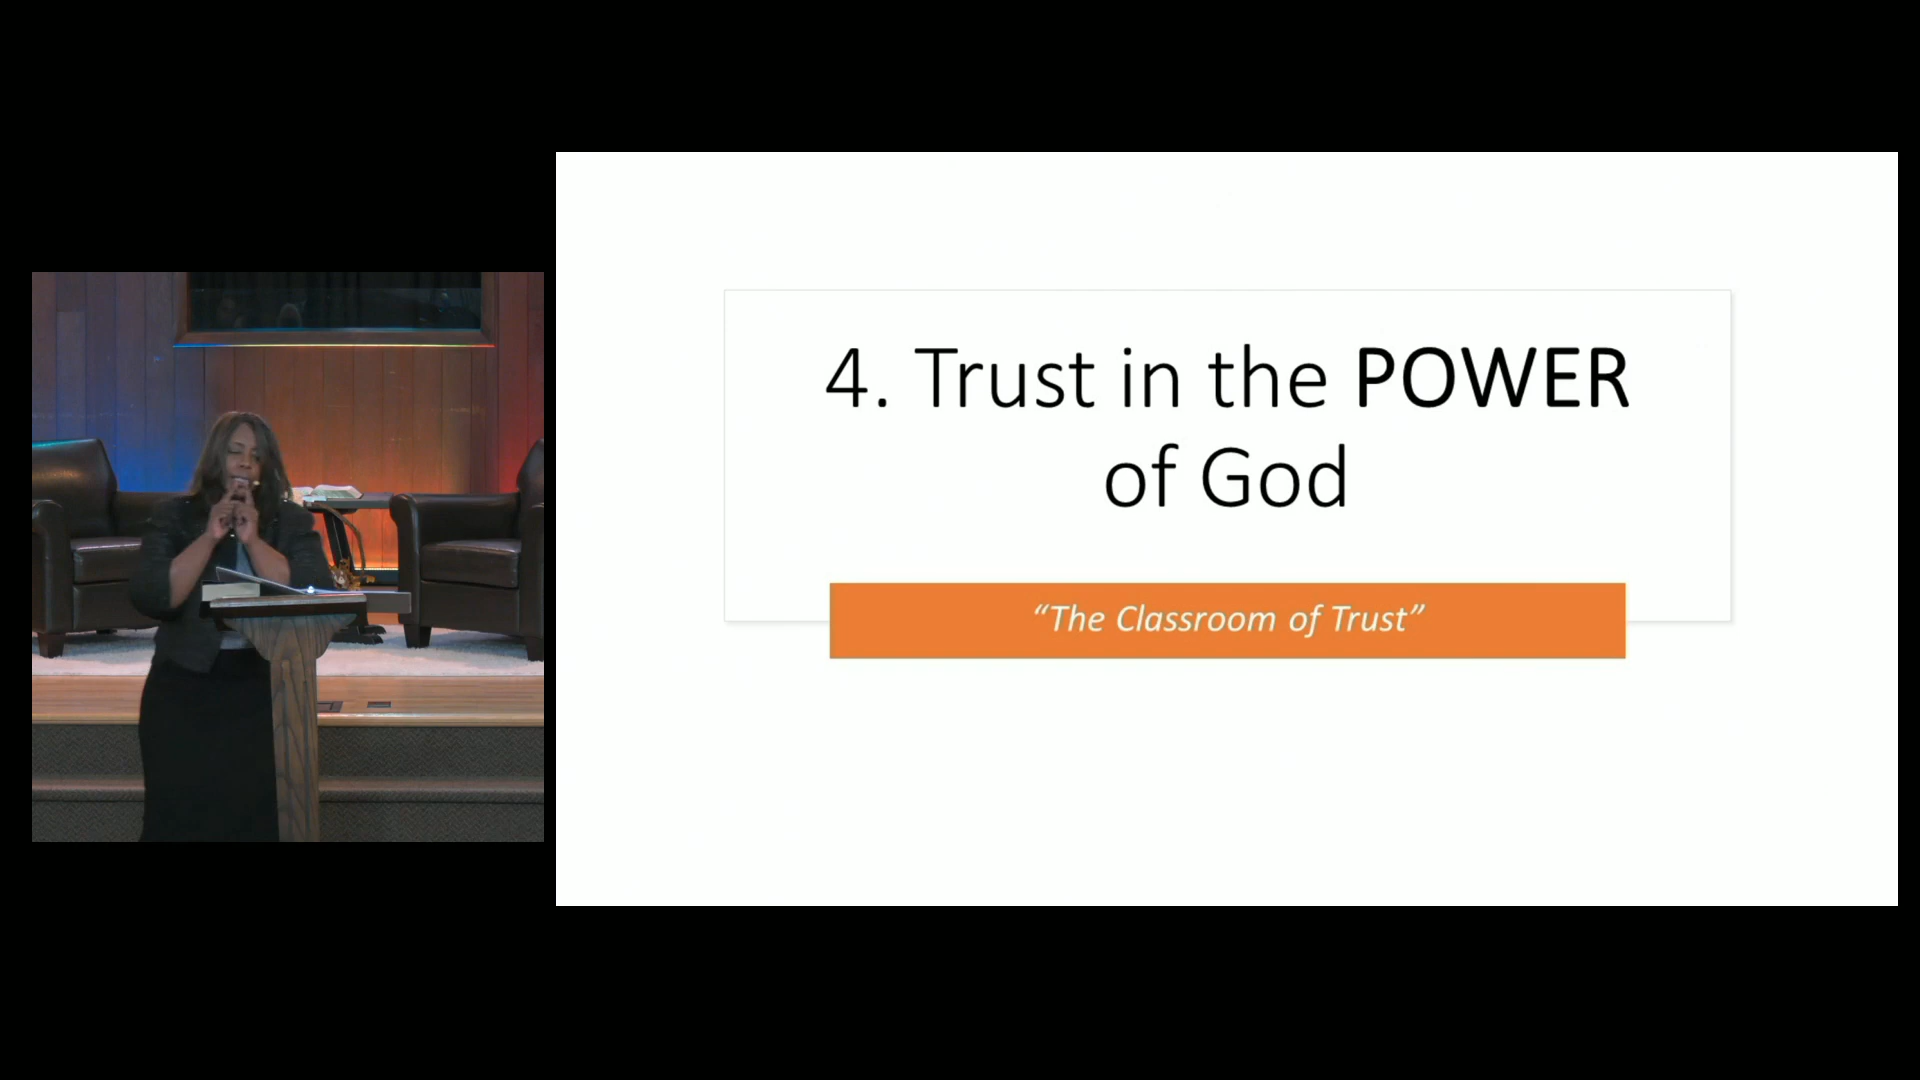 4. Trust in the POWER
of God
“The Classroom of Trust”